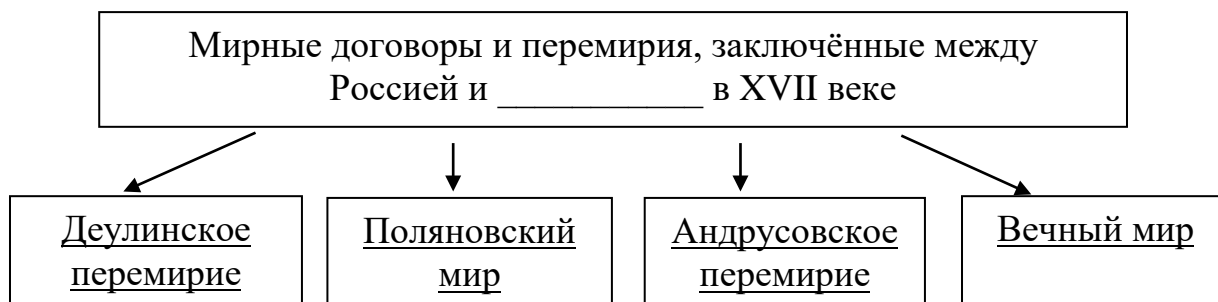 Мирные договоры и перемирия, заключённые между
Россией и ___________ в XVII веке
Деулинское
перемирие
Поляновский
мир
Андрусовское
перемирие
Вечный мир